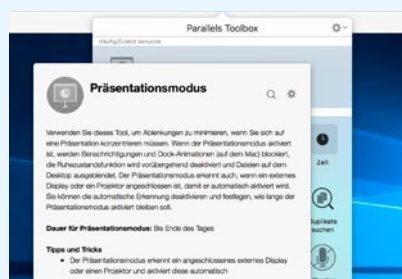 Parallels Toolbox
Häufig/Zuletzt benutzte
Präsentationsmodus
Verwenden Sie dieses Tool, um Ablenkungen zu minimieren, wenn Sie sich auf
eine Präsentation konzentrieren müssen. Wenn der Präsentationsmodus aktiviert
ist, werden Benachrichtigungen und Dock-Animationen (auf dem Mac) blockiert,
die Ruhezustandsfunktion wird vorübergehend deaktiviert und Dateien auf dem
Desktop ausgeblendet. Der Präsentationsmodus erkennt auch, wenn ein externes
Display oder ein Projektor angeschlossen ist, damit er automatisch aktiviert wird.
Sie können die automatische Erkennung deaktivieren und festlegen, wie lange der
Präsentationsmodus aktiviert bleiben soll.
Dauer für Präsentationsmodus: Bis Ende des Tages
Tipps und Tricks
• Der Präsentationsmodus erkennt ein angeschlossenes externes Display
oder einen Projektor und aktiviert diese automatisch
Zeit
Duplikate
suchen